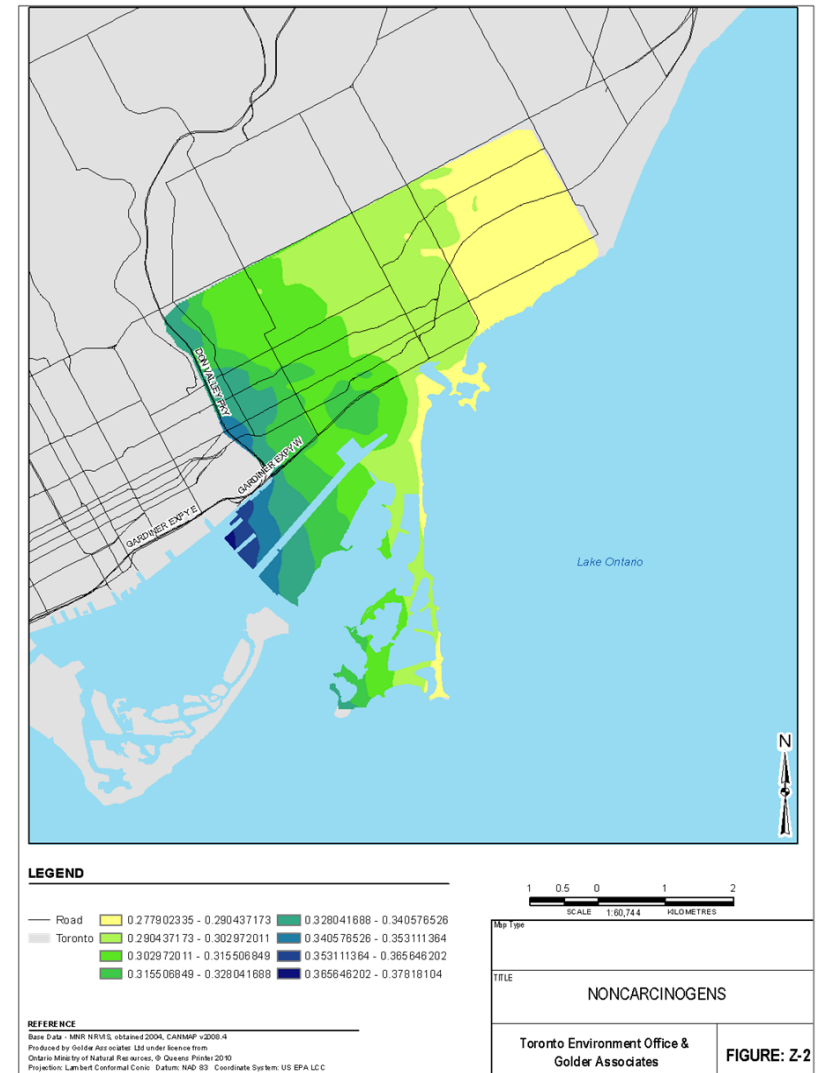 DON VALLEY PKY
GARDINER EXPY W
GARDINER EXPY E
Lake Ontario
N
LEGEND
Road
Toronto
0.277902335 - 0.290437173
0.290437173 - 0.302972011
0.302972011 - 0.315506849
0.315506849 - 0.328041688
0.328041688 - 0.340576526
0.340576526 - 0.353111364
0.353111364 - 0.365646202
0.365646202 - 0.37818104
1 0.5 0 1 2
SCALE 1:60,744 KILOMETRES
Map Type
TITLE
NONCARCINOGENS
REFERENCE
Base Data - MNR NRVIS, obtained 2004, CANMAP v2008.4
Produced by Golder Associates Ltd under licence from
Ontario Ministry of Natural Resources, © Queens Printer 2010
Projection: Lambert Conformal Conic Datum: NAD 83 Coordinate System: US EPA LCC
Toronto Environment Office &
Golder Associates
FIGURE: Z-2